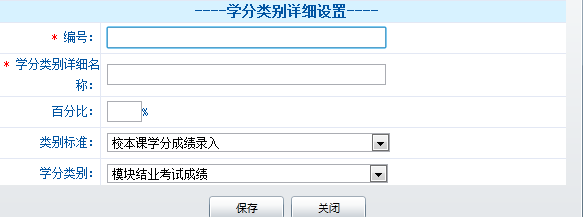 ----学分类别详细设置----
* 编号：
* 学分类别详细名
称：
百分比： %
类别标准： 校本课学分成绩录入
学分类别： 模块结业考试成绩
保存 关闭